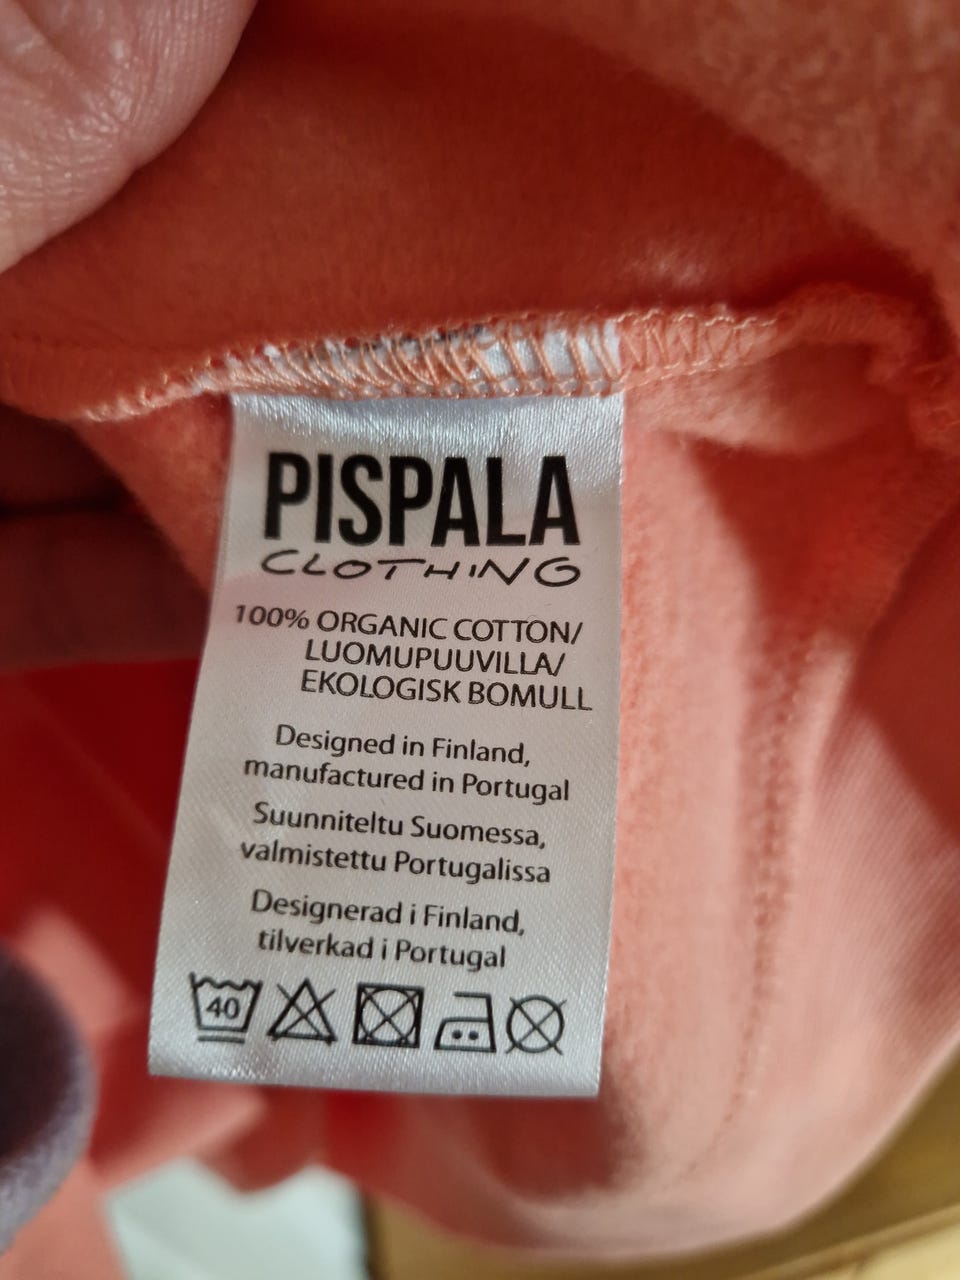 PISPALA
CLOTHING
100% ORGANIC COTTON/
LUOMUPUUVILLA/
EKOLOGISK BOMULL
Designed in Finland,
manufactured in Portugal
Suunniteltu Suomessa,
valmistettu Portugalissa
Designerad i Finland,
tilverkad i Portugal
40